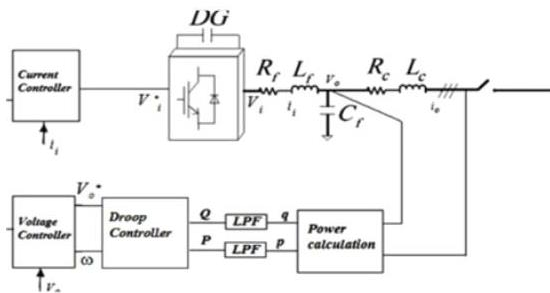 DG
Current Controller
V*i
ii
Rf
Lf
vo
Rc
Lc
Vi
ii
Cf
io
Vo*
Voltage Controller
ω
Droop Controller
Q
LPF
q
P
LPF
p
Power calculation
vo